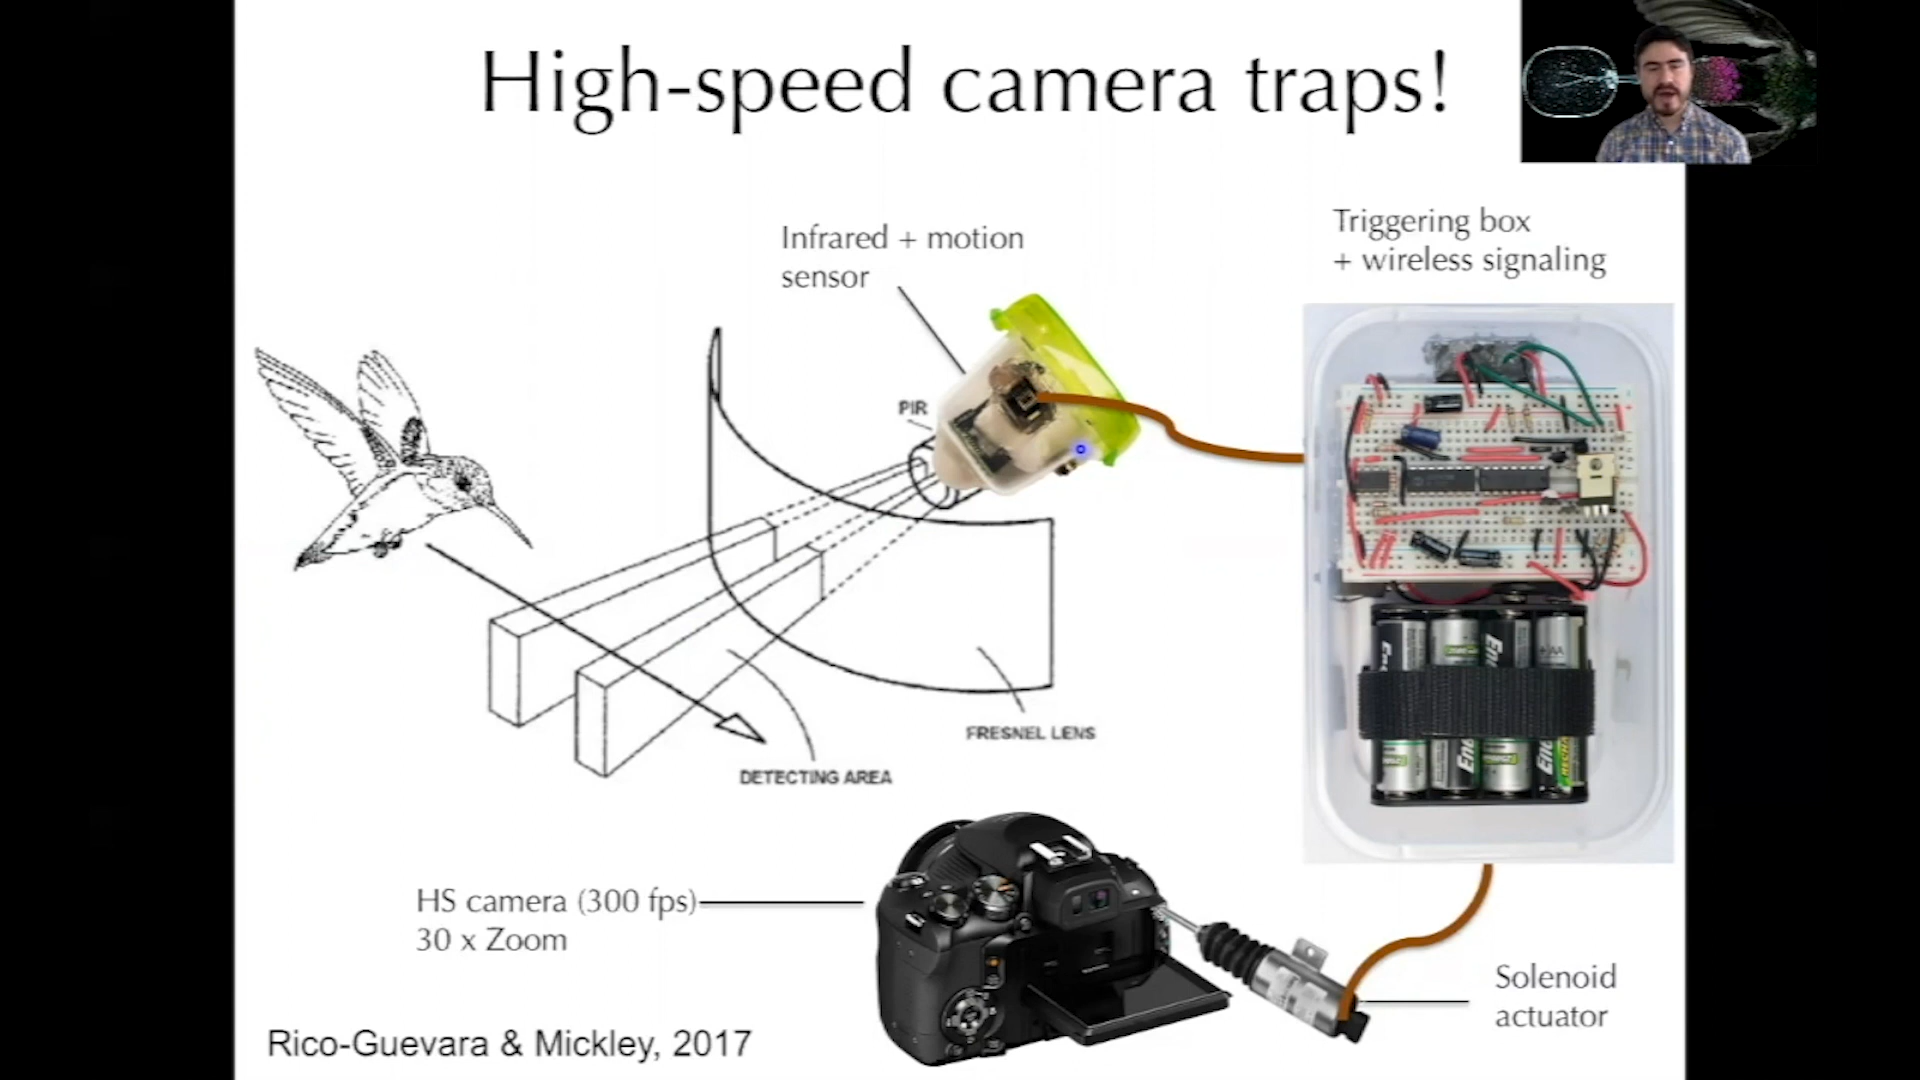 High-speed camera traps!
Infrared + motion
sensor
Triggering box
+ wireless signaling
PIR
FRESNEL LENS
DETECTING AREA
HS camera (300 fps)
30 x Zoom
Solenoid
actuator
Rico-Guevara & Mickley, 2017